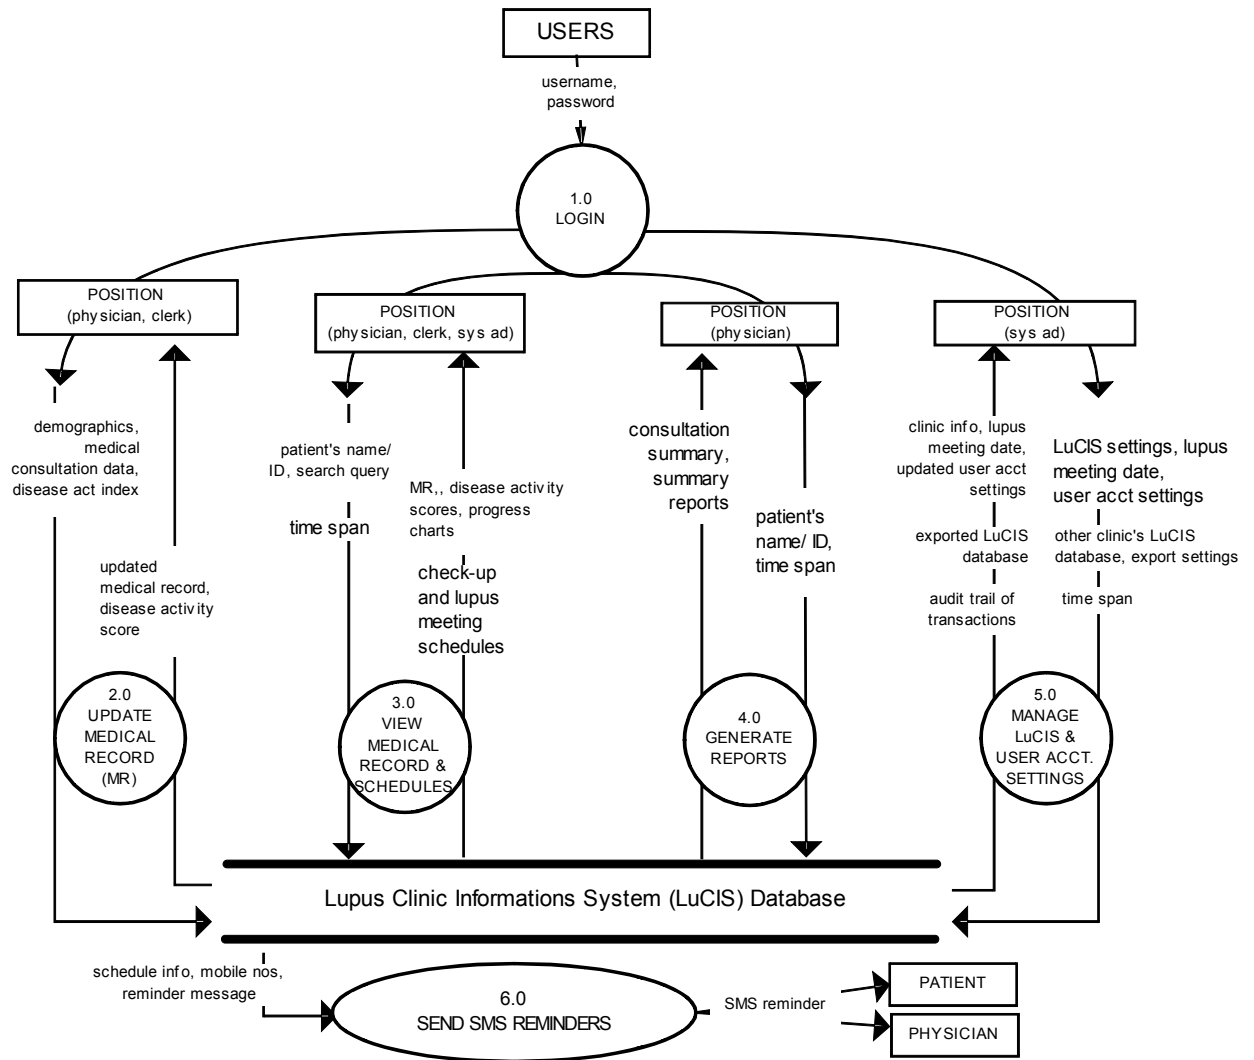 USERS
username,
password
1.0
LOGIN
POSITION
(physician, clerk)
POSITION
(physician, clerk, sys ad)
POSITION
(physician)
POSITION
(sys ad)
demographics,
medical
consultation data,
disease act index
updated
medical record,
disease activity
score
patient's name/
ID, search query
time span
MR,, disease activity
scores, progress
charts
check-up
and lupus
meeting
schedules
consultation
summary,
summary
reports
patient's
name/ ID,
time span
clinic info, lupus
meeting date,
updated user acct
settings
exported LuCIS
database
audit trail of
transactions
LuCIS settings, lupus
meeting date,
user acct settings
other clinic's LuCIS
database, export settings
time span
2.0
UPDATE
MEDICAL
RECORD
(MR)
3.0
VIEW
MEDICAL
RECORD &
SCHEDULES
4.0
GENERATE
REPORTS
5.0
MANAGE
LuCIS &
USER ACCT.
SETTINGS
Lupus Clinic Informations System (LuCIS) Database
schedule info, mobile nos,
reminder message
6.0
SEND SMS REMINDERS
SMS reminder
PATIENT
PHYSICIAN